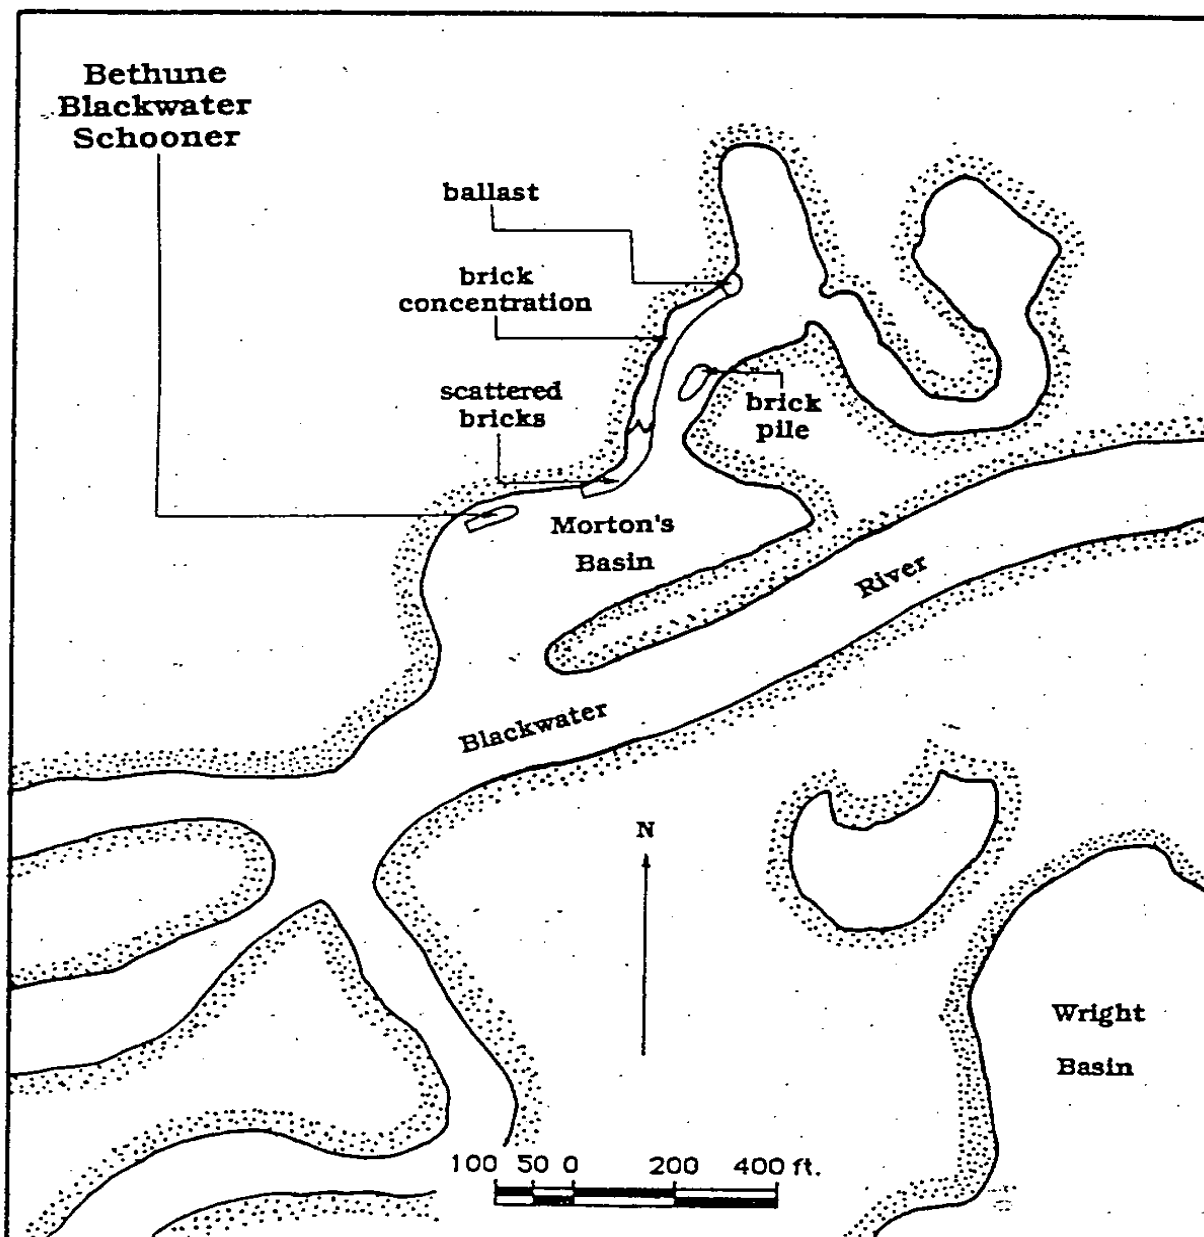 Bethune
Blackwater
Schooner
ballast
brick
concentration
scattered
bricks
brick
pile
Morton's
Basin
River
Blackwater
N
Wright
Basin
100 50 0 200 400 ft.